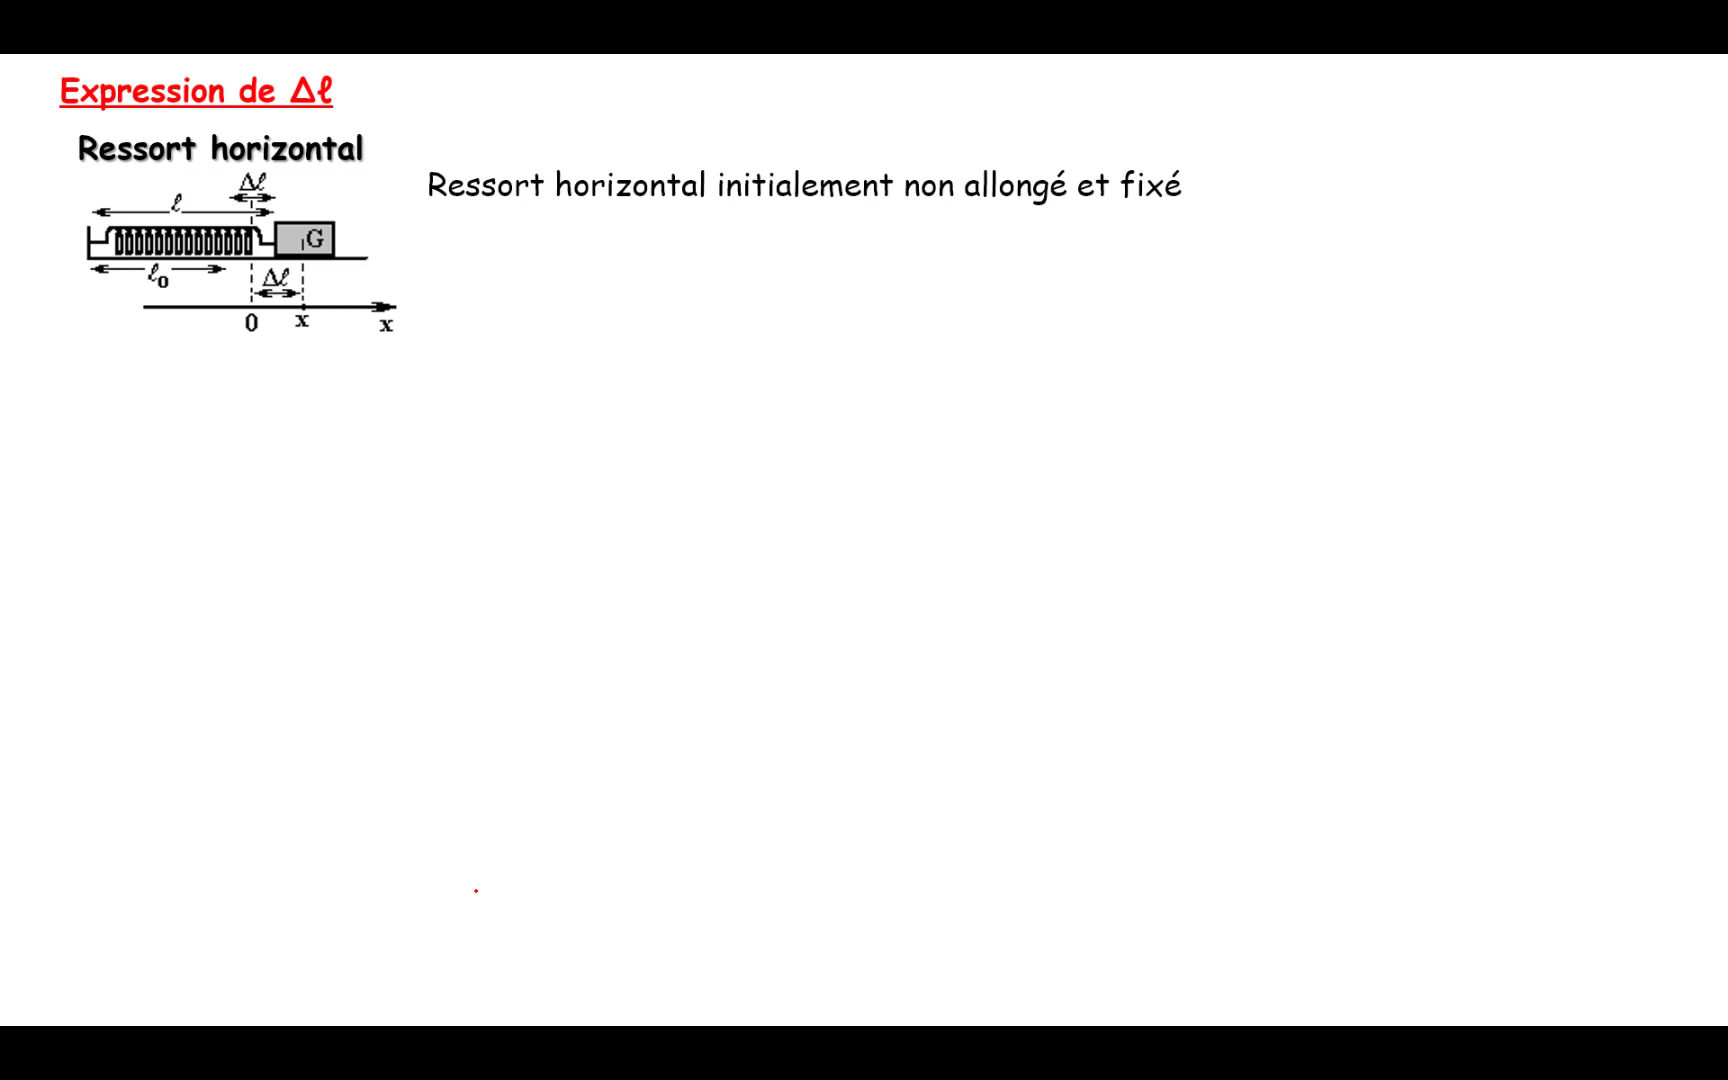 Expression de Δℓ
Ressort horizontal
Ressort horizontal initialement non allongé et fixé
Δℓ
ℓ
G
ℓ₀
Δℓ
0 x x